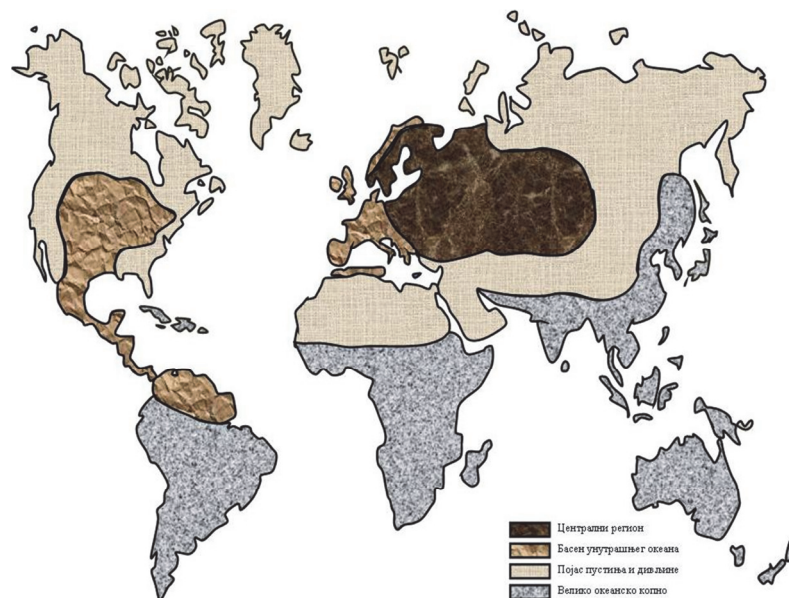 Централни регион
Басен унутрашњег океана
Појас пустиња и дивљине
Велико океанско копно